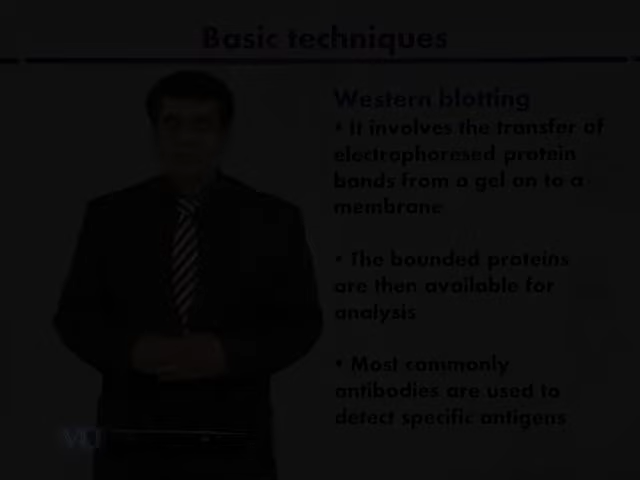 Basic techniques
Western blotting
• It involves the transfer of
electrophoresed protein
bands from a gel on to a
membrane
• The bounded proteins
are then available for
analysis
• Most commonly
antibodies are used to
detect specific antigens